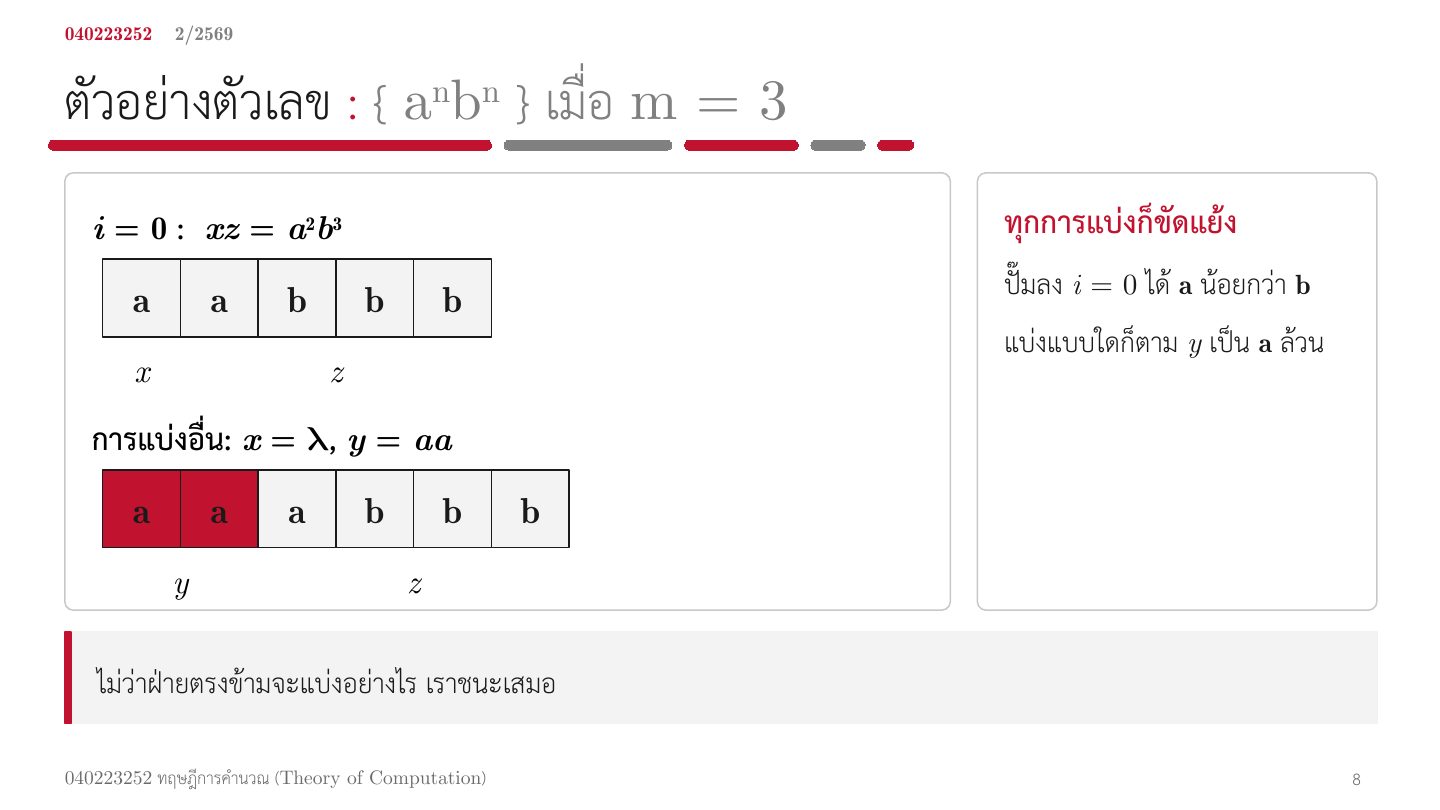 040223252 2/2569
ตัวอย่างตัวเลข : { aⁿbⁿ } เมื่อ m = 3
i = 0 : xz = a²b³
a a b b b
x z
การแบ่งอื่น: x = λ, y = aa
a a a b b b
y z
ทุกการแบ่งก็ขัดแย้ง
ปั๊มลง i = 0 ได้ a น้อยกว่า b
แบ่งแบบใดก็ตาม y เป็น a ล้วน
ไม่ว่าฝ่ายตรงข้ามจะแบ่งอย่างไร เราชนะเสมอ
040223252 ทฤษฎีการคำนวณ (Theory of Computation) 8